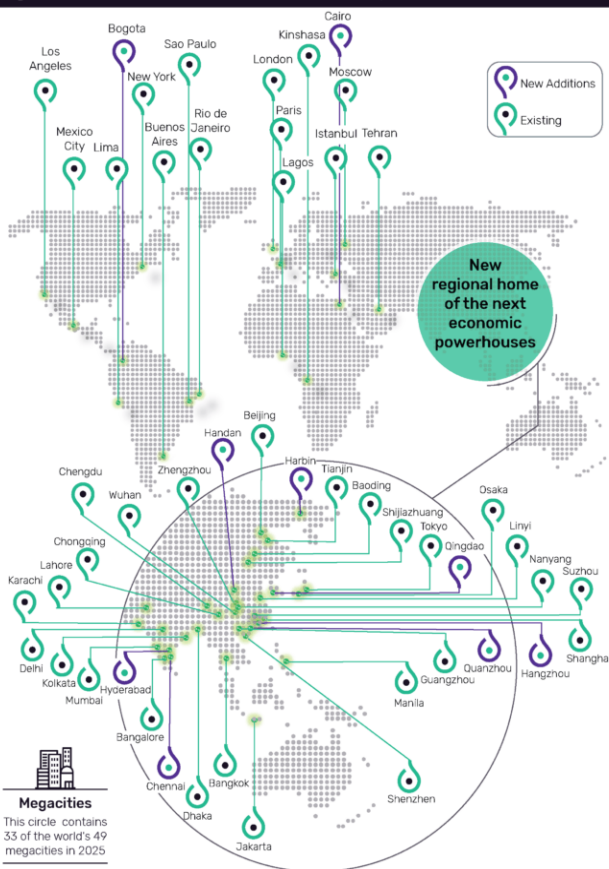 Cairo
Bogota
Kinshasa
Sao Paulo
Los
Angeles
London
Moscow
New York
New Additions
Paris
Rio de
Janeiro
Existing
Mexico
City
Lima
Buenos
Aires
Istanbul
Tehran
Lagos
New
regional home
of the next
economic
powerhouses
Beijing
Handan
Harbin
Tianjin
Zhengzhou
Chengdu
Baoding
Osaka
Wuhan
Shijiazhuang
Linyi
Tokyo
Chongqing
Qingdao
Nanyang
Lahore
Suzhou
Karachi
Delhi
Kolkata
Mumbai
Hyderabad
Guangzhou
Quanzhou
Hangzhou
Shangha
Manila
Bangalore
Chennai
Bangkok
Shenzhen
Dhaka
Jakarta
Megacities
This circle contains
33 of the world's 49
megacities in 2025